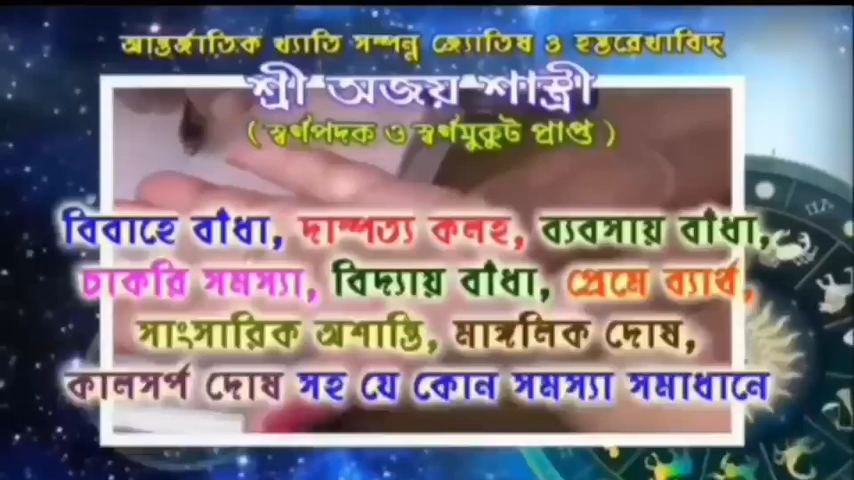 আন্তর্জাতিক খ্যাতি সম্পন্ন জ্যোতিষ ও হস্তরেখাবিদ্
শ্রী অজয় শাস্ত্রী
( স্বর্ণপদক ও স্বর্ণমুকুট প্রাপ্ত )
বিবাহে বাঁধা, দাম্পত্য কলহ, ব্যবসায় বাঁধা,
চাকরি সমস্যা, বিদ্যায় বাঁধা, প্রেমে ব্যার্থ,
সাংসারিক অশান্তি, মাঙ্গলিক দোষ,
কালসর্প দোষ সহ যে কোন সমস্যা সমাধানে